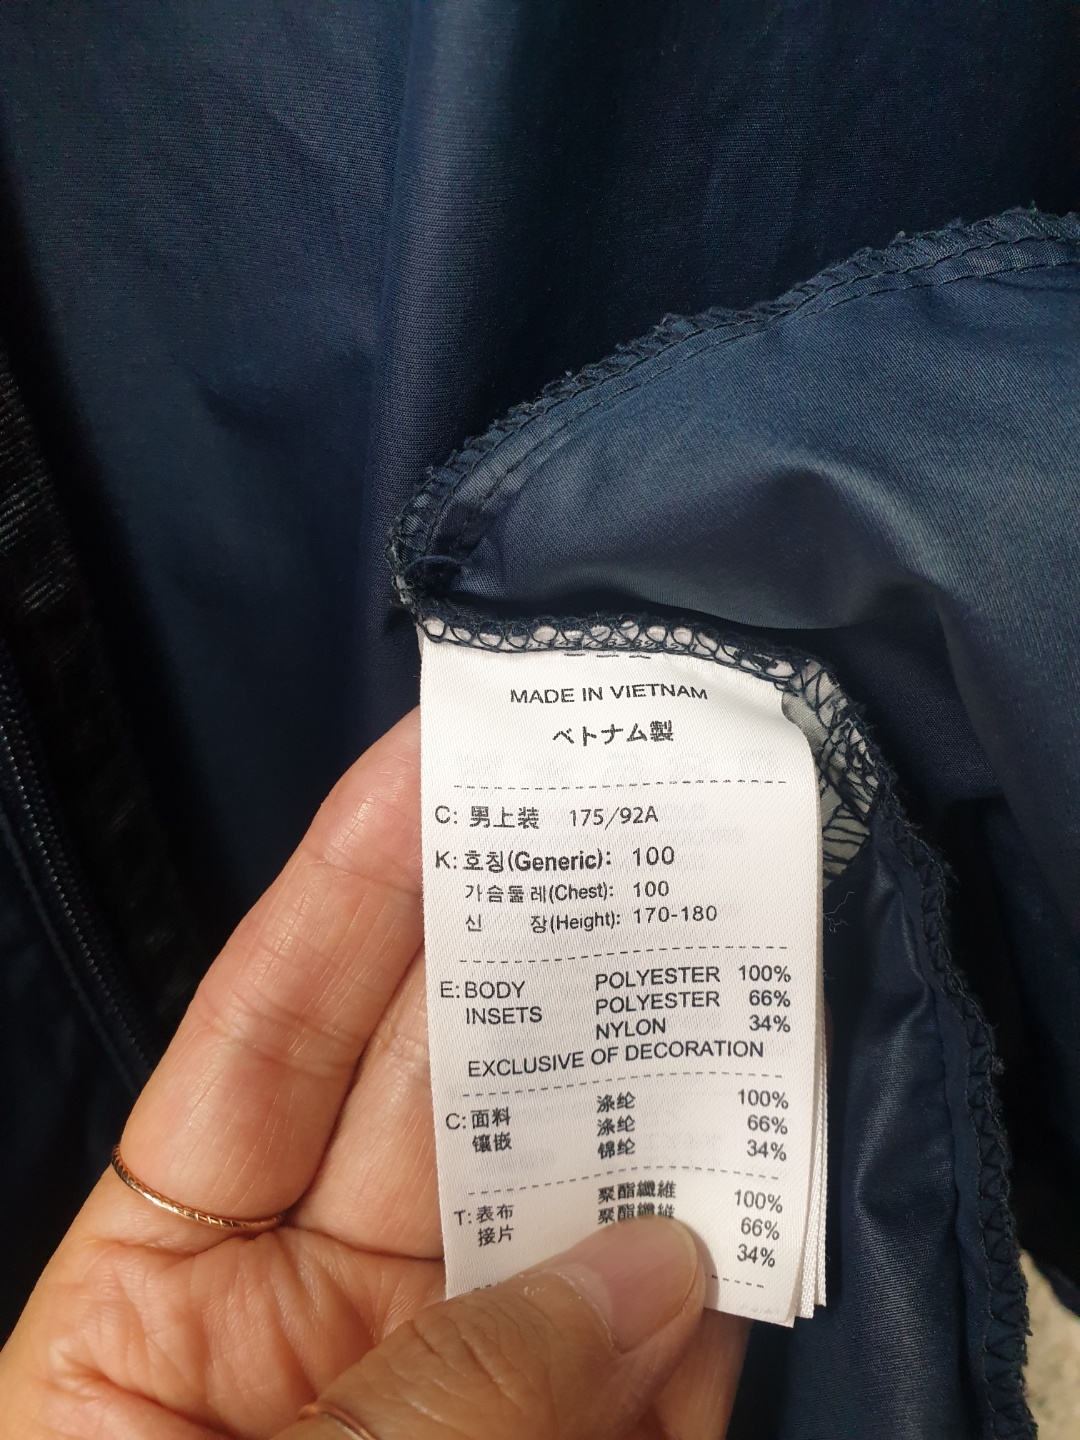 MADE IN VIETNAM
ベトナム製
C: 男上装 175/92A
K: 호칭(Generic): 100
가슴둘레(Chest): 100
신 장(Height): 170-180
E: BODY POLYESTER 100%
INSETS POLYESTER 66%
NYLON 34%
EXCLUSIVE OF DECORATION
C: 面料 涤纶 100%
镶嵌 涤纶 66%
锦纶 34%
T: 表布 聚酯纖維 100%
接片 聚酯纖維 66%
34%